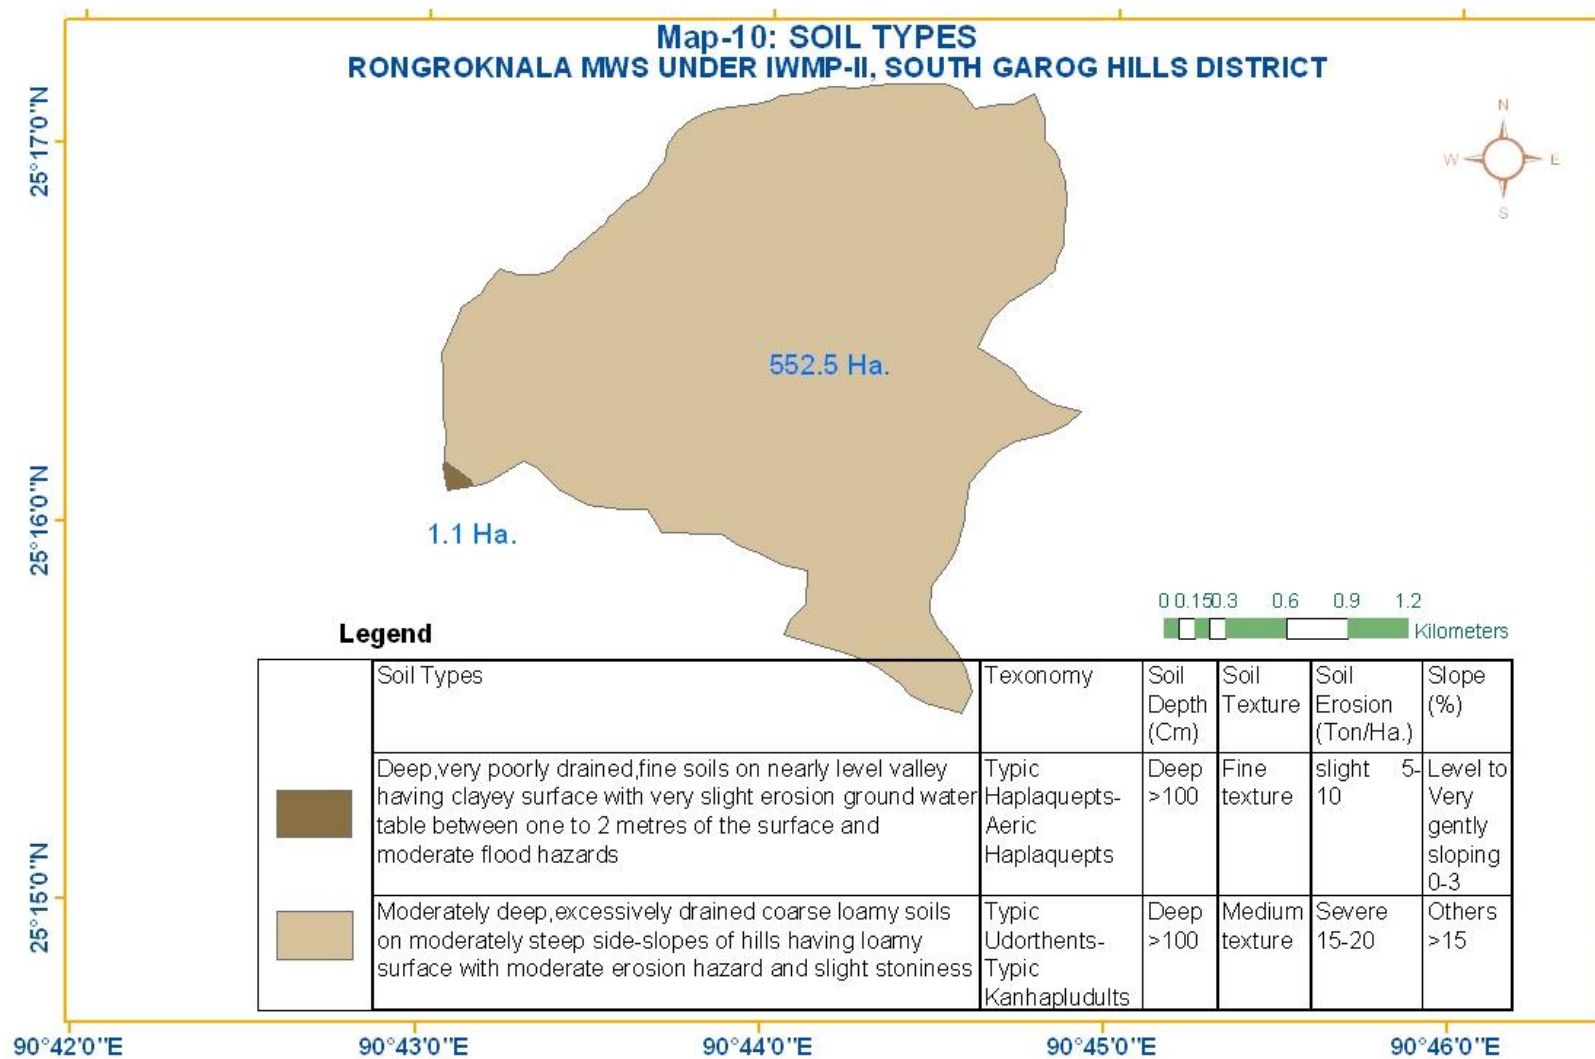 Map-10: SOIL TYPES
RONGROKNALA MWS UNDER IWMP-II, SOUTH GAROG HILLS DISTRICT
25°17'0"N
N
W
E
S
552.5 Ha.
25°16'0"N
1.1 Ha.
0 0.150.3 0.6 0.9 1.2
Kilometers
Legend
Soil Types
Texonomy
Soil
Depth
(Cm)
Soil
Texture
Soil
Erosion
(Ton/Ha.)
Slope
(%)
Deep,very poorly drained,fine soils on nearly level valley
having clayey surface with very slight erosion ground water
table between one to 2 metres of the surface and
moderate flood hazards
Typic
Haplaquepts-
Aeric
Haplaquepts
Deep
>100
Fine
texture
slight 5-
10
Level to
Very
gently
sloping
0-3
25°15'0"N
Moderately deep,excessively drained coarse loamy soils
on moderately steep side-slopes of hills having loamy
surface with moderate erosion hazard and slight stoniness
Typic
Udorthents-
Typic
Kanhapludults
Deep
>100
Medium
texture
Severe
15-20
Others
>15
90°42'0"E
90°43'0"E
90°44'0"E
90°45'0"E
90°46'0"E